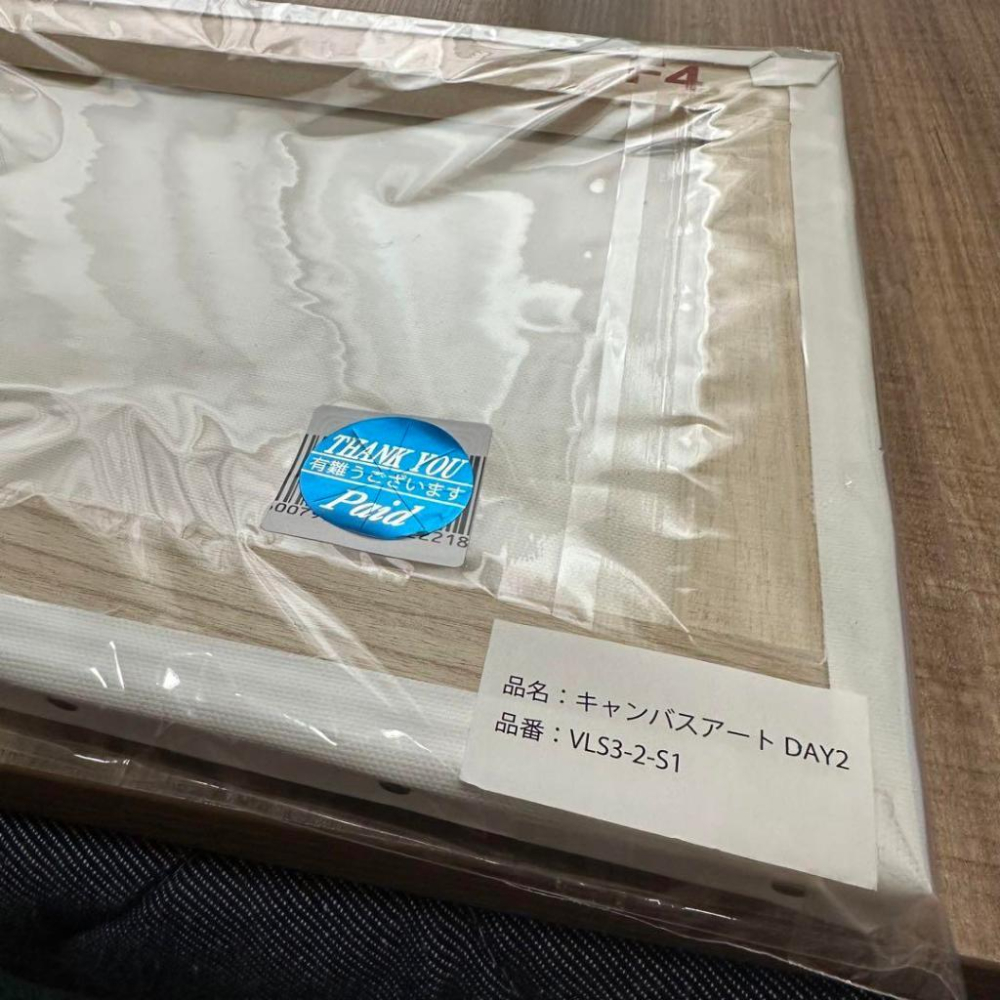 F-4
THANK YOU
有難うございます
Paid
品名：キャンバスアート DAY2
品番：VLS3-2-S1